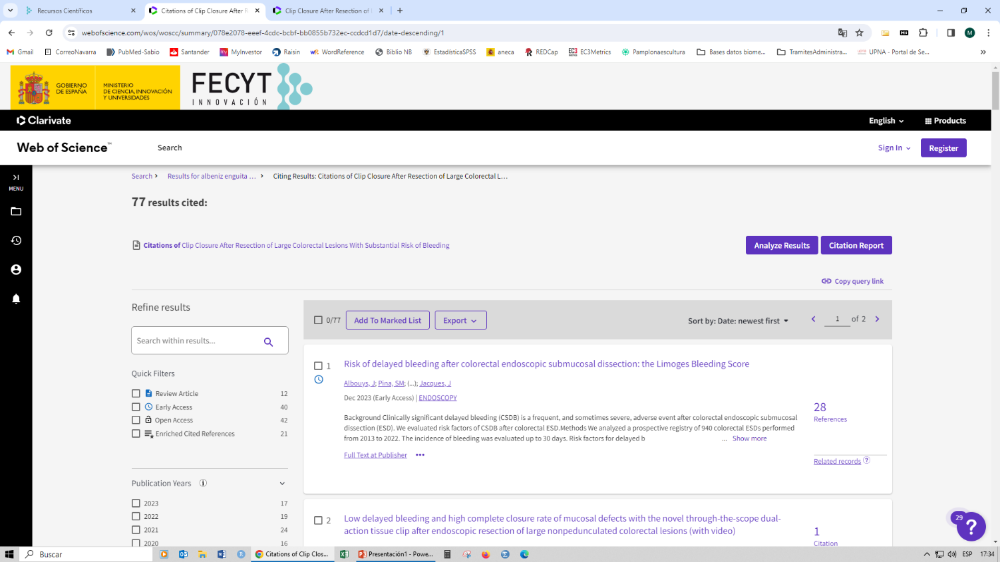 Recursos Científicos
Citations of Clip Closure After R
Clip Closure After Resection of
webofscience.com/wos/woscc/summary/078e2078-eeef-4cdc-bcbf-bb0855b732ec-ccdcd1d7/date-descending/1
M
Gmail CorreoNavarra PubMed-Sabio Santander MyInvestor Raisin WordReference Biblio NB EstadísticaSPSS aneca REDCap EC3Metrics Pamplonaescultura Bases datos biome... TramitesAdministra... UPNA - Portal de Se...
GOBIERNO
DE ESPAÑA
MINISTERIO
DE CIENCIA, INNOVACIÓN
Y UNIVERSIDADES
FECYT
INNOVACIÓN
Clarivate
English
Products
Web of Science™
Search
Sign In
Register
MENU
Search > Results for albeniz enguita ... > Citing Results: Citations of Clip Closure After Resection of Large Colorectal L...
77 results cited:
Citations of Clip Closure After Resection of Large Colorectal Lesions With Substantial Risk of Bleeding
Analyze Results
Citation Report
Copy query link
Refine results
Search within results...
Quick Filters
Review Article 12
Early Access 40
Open Access 42
Enriched Cited References 21
Publication Years
2023 17
2022 19
2021 24
2020 16
0/77
Add To Marked List
Export
Sort by: Date: newest first
1 of 2
1
Risk of delayed bleeding after colorectal endoscopic submucosal dissection: the Limoges Bleeding Score
Albouys, J; Pina, SM; (...); Jacques, J
Dec 2023 (Early Access) | ENDOSCOPY
Background Clinically significant delayed bleeding (CSDB) is a frequent, and sometimes severe, adverse event after colorectal endoscopic submucosal
dissection (ESD). We evaluated risk factors of CSDB after colorectal ESD.Methods We analyzed a prospective registry of 940 colorectal ESDs performed
from 2013 to 2022. The incidence of bleeding was evaluated up to 30 days. Risk factors for delayed b ... Show more
Full Text at Publisher
28
References
Related records ?
2
Low delayed bleeding and high complete closure rate of mucosal defects with the novel through-the-scope dual-
action tissue clip after endoscopic resection of large nonpedunculated colorectal lesions (with video)
1
Citation
29
?
Buscar
Citations of Clip Clos...
Presentación1 - Powe...
ESP
17:34